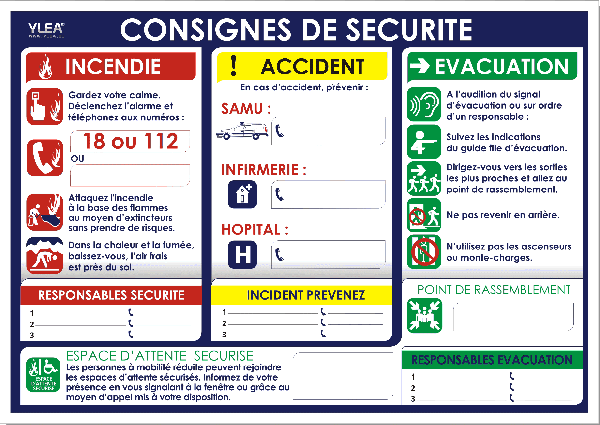 YLEA
CONSIGNES DE SECURITE
INCENDIE
Gardez votre calme.
Déclenchez l'alarme et
téléphonez aux numéros :
18 ou 112
OU
Attaquez l'incendie
à la base des flammes
au moyen d'extincteurs
sans prendre de risques.
Dans la chaleur et la fumée,
baissez-vous, l'air frais
est près du sol.
RESPONSABLES SECURITE
1
2
3
! ACCIDENT
En cas d'accident, prévenir :
SAMU :
INFIRMERIE :
HOPITAL :
H
INCIDENT PREVENEZ
1
2
3
EVACUATION
A l'audition du signal
d'évacuation ou sur ordre
d'un responsable :
Suivez les indications
du guide file d'évacuation.
Dirigez-vous vers les sorties
les plus proches et allez au
point de rassemblement.
Ne pas revenir en arrière.
N'utilisez pas les ascenseurs
ou monte-charges.
POINT DE RASSEMBLEMENT
RESPONSABLES EVACUATION
1
2
3
ESPACE
D'ATTENTE
SECURISE
ESPACE D'ATTENTE SECURISE
Les personnes à mobilité réduite peuvent rejoindre
les espaces d'attente sécurisés. Informez de votre
présence en vous signalant à la fenêtre ou grâce au
moyen d'appel mis à votre disposition.